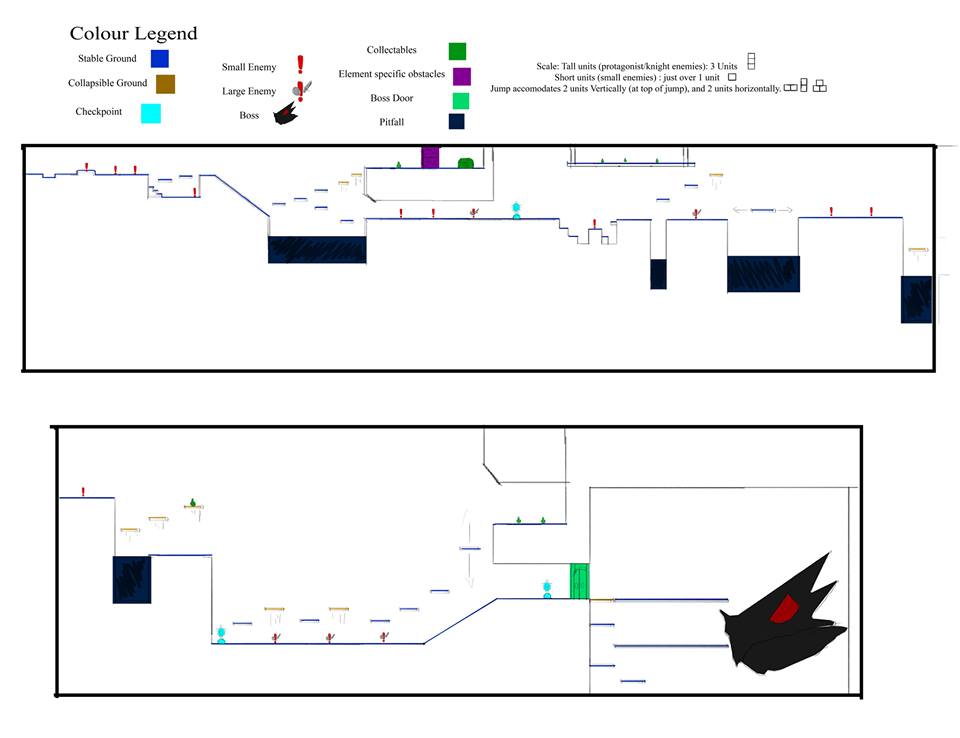 Colour Legend
Stable Ground
Collapsible Ground
Checkpoint
Small Enemy
Large Enemy
Boss
Collectables
Element specific obstacles
Boss Door
Pitfall
Scale: Tall units (protagonist/knight enemies): 3 Units
Short units (small enemies) : just over 1 unit
Jump accomodates 2 units Vertically (at top of jump), and 2 units horizontally.